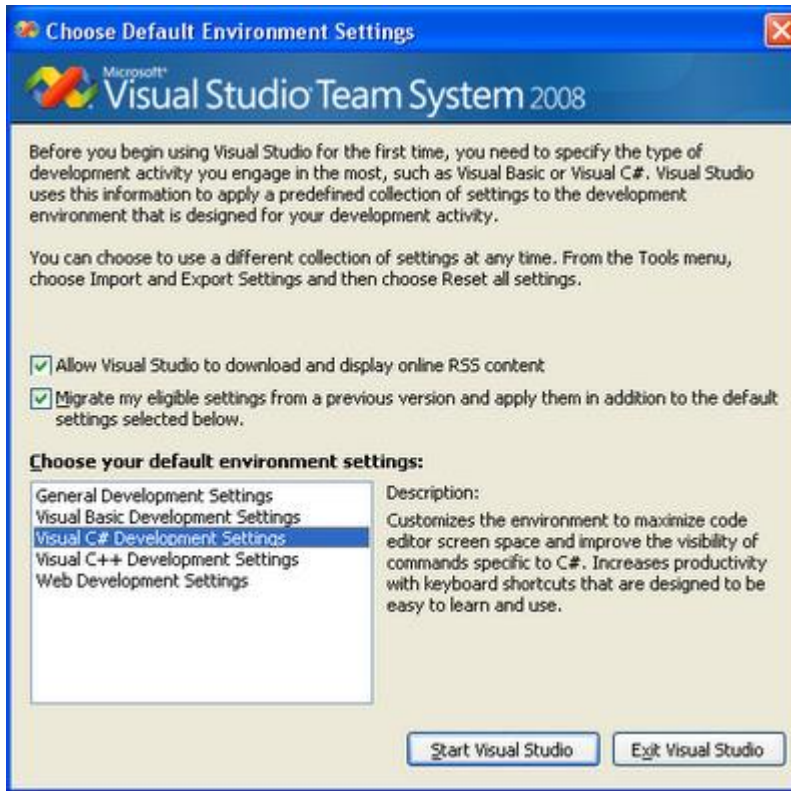 Choose Default Environment Settings
Microsoft®
Visual Studio Team System 2008
Before you begin using Visual Studio for the first time, you need to specify the type of
development activity you engage in the most, such as Visual Basic or Visual C#. Visual Studio
uses this information to apply a predefined collection of settings to the development
environment that is designed for your development activity.
You can choose to use a different collection of settings at any time. From the Tools menu,
choose Import and Export Settings and then choose Reset all settings.
Allow Visual Studio to download and display online RSS content
Migrate my eligible settings from a previous version and apply them in addition to the default
settings selected below.
Choose your default environment settings:
General Development Settings
Visual Basic Development Settings
Visual C# Development Settings
Visual C++ Development Settings
Web Development Settings
Description:
Customizes the environment to maximize code
editor screen space and improve the visibility of
commands specific to C#. Increases productivity
with keyboard shortcuts that are designed to be
easy to learn and use.
Start Visual Studio
Exit Visual Studio